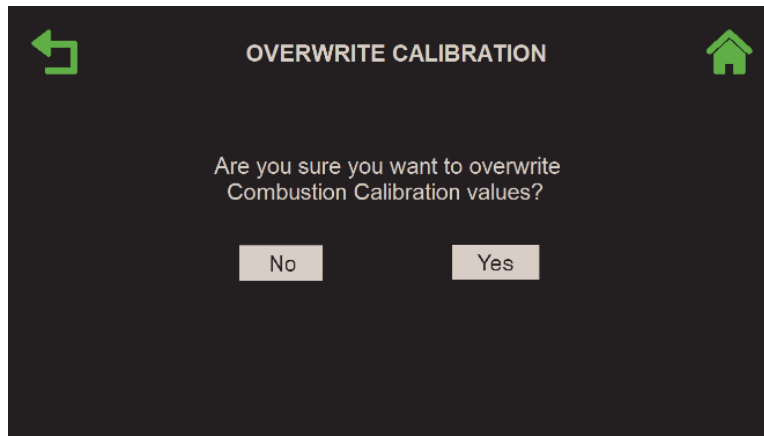 OVERWRITE CALIBRATION
Are you sure you want to overwrite
Combustion Calibration values?
No
Yes